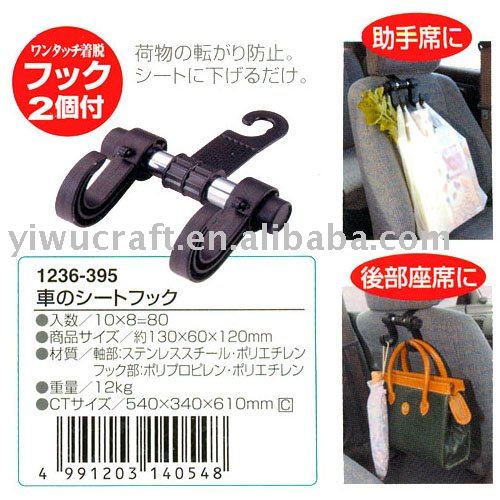 ワンタッチ着脱
フック
2個付
荷物の転がり防止。
シートに下げるだけ。
助手席に
yiwucraft.en.alibaba.com
1236-395
車のシートフック
●入数／10×8=80
●商品サイズ／約130×60×120mm
●材質／軸部:ステンレススチール・ポリエチレン
フック部:ポリプロピレン・ポリエチレン
●重量／12kg
●CTサイズ／540×340×610mm C
4 991203 140548
後部座席に